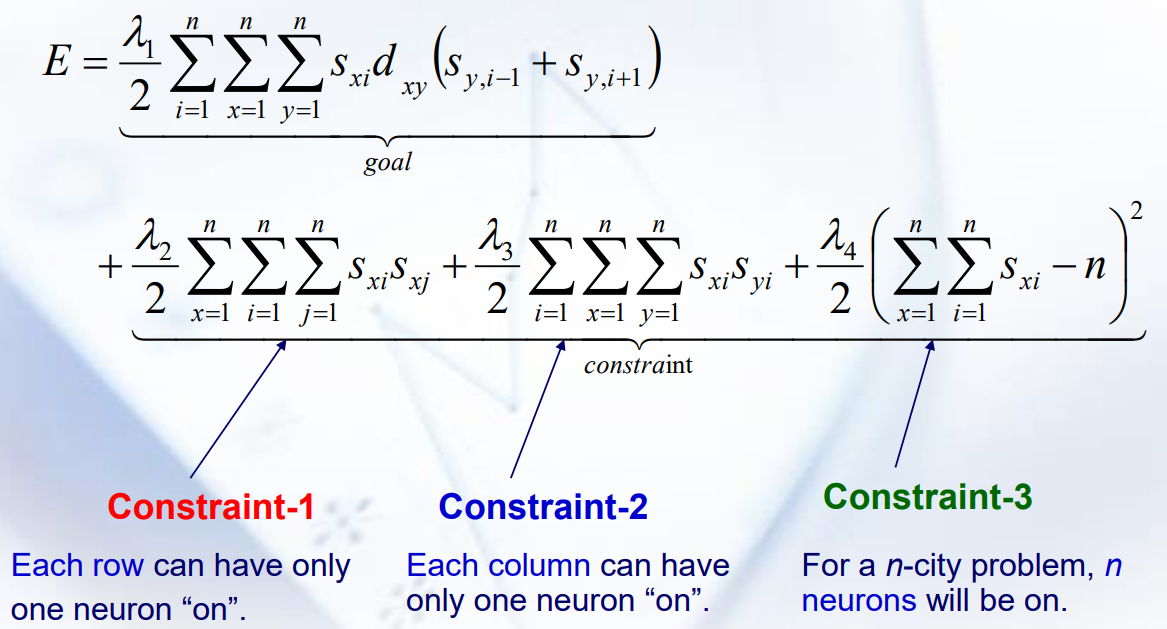 E = \frac{\lambda_1}{2} \sum_{i=1}^{n} \sum_{x=1}^{n} \sum_{y=1}^{n} s_{xi} d_{xy} \left( s_{y,i-1} + s_{y,i+1} \right)
goal
+ \frac{\lambda_2}{2} \sum_{x=1}^{n} \sum_{i=1}^{n} \sum_{j=1}^{n} s_{xi} s_{xj} + \frac{\lambda_3}{2} \sum_{i=1}^{n} \sum_{x=1}^{n} \sum_{y=1}^{n} s_{xi} s_{yi} + \frac{\lambda_4}{2} \left( \sum_{x=1}^{n} \sum_{i=1}^{n} s_{xi} - n \right)^2
constraint
Constraint-1
Each row can have only
one neuron “on”.
Constraint-2
Each column can have
only one neuron “on”.
Constraint-3
For a n-city problem, n
neurons will be on.